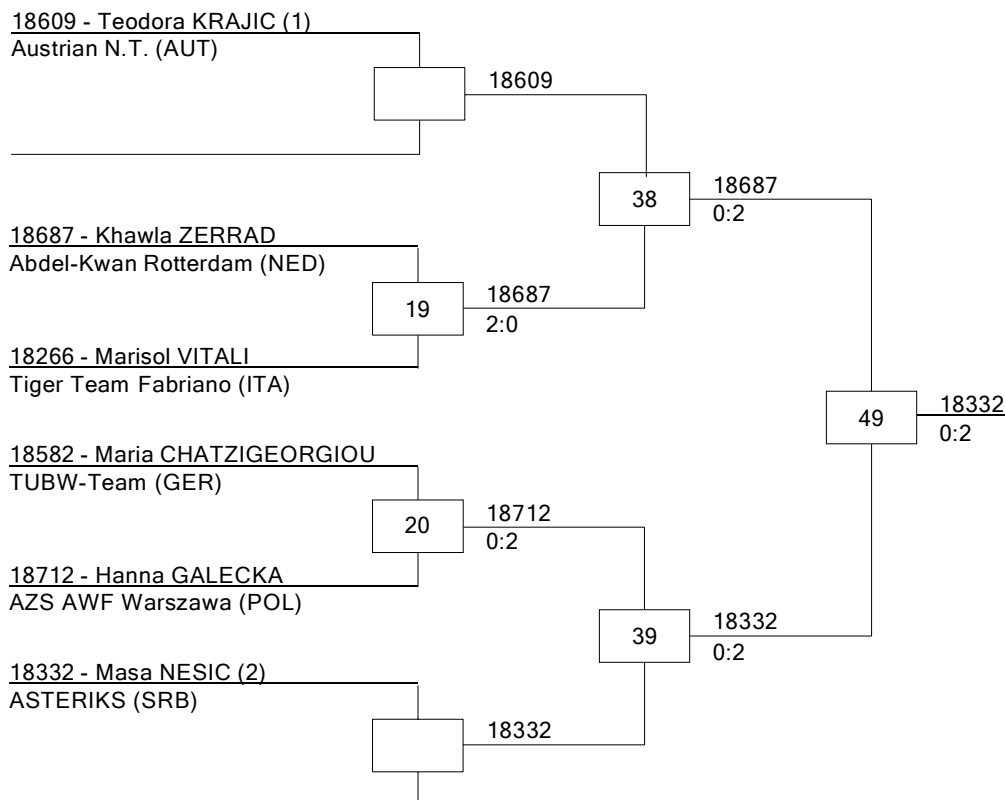 18609 - Teodora KRAJIC (1)
Austrian N.T. (AUT)
18609
38
18687
0:2
18687 - Khawla ZERRAD
Abdel-Kwan Rotterdam (NED)
19
18687
2:0
18266 - Marisol VITALI
Tiger Team Fabriano (ITA)
49
18332
0:2
18582 - Maria CHATZIGEORGIOU
TUBW-Team (GER)
20
18712
0:2
18712 - Hanna GALECKA
AZS AWF Warszawa (POL)
39
18332
0:2
18332 - Masa NESIC (2)
ASTERIKS (SRB)
18332